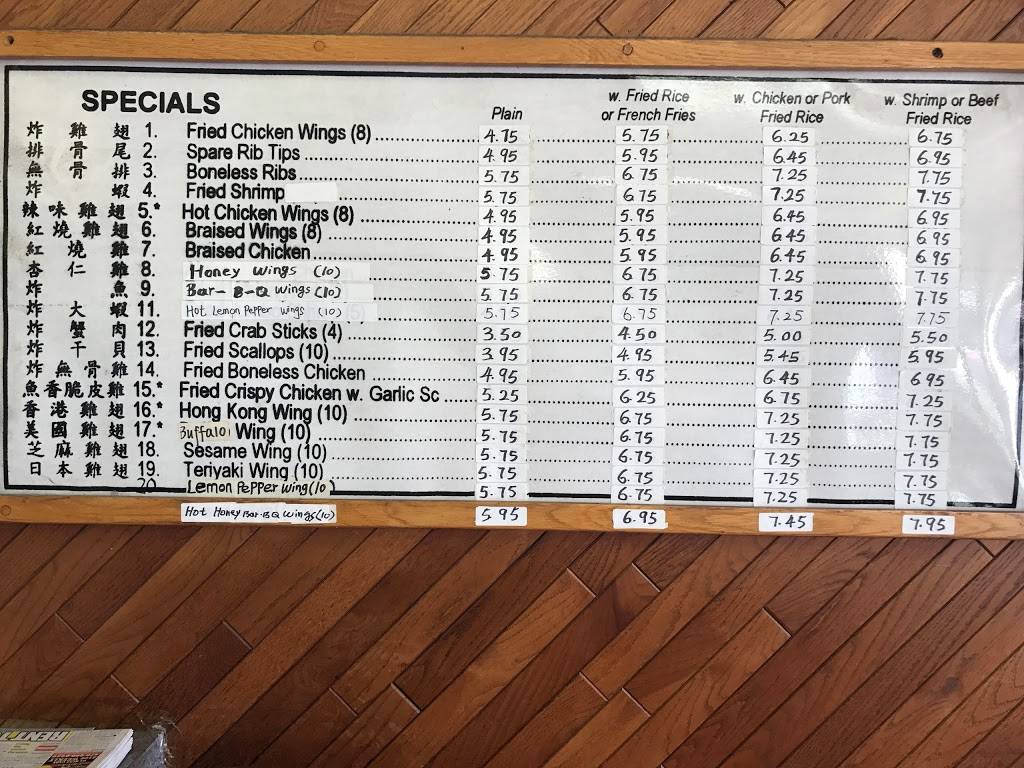 SPECIALS
Plain
w. Fried Rice or French Fries
w. Chicken or Pork Fried Rice
w. Shrimp or Beef Fried Rice
炸雞翅 1. Fried Chicken Wings (8) 4.75 5.75 6.25 6.75
排骨尾 2. Spare Rib Tips 4.95 5.95 6.45 6.95
無骨排 3. Boneless Ribs 5.75 6.75 7.25 7.75
炸蝦 4. Fried Shrimp 5.75 6.75 7.25 7.75
辣味雞翅 5.* Hot Chicken Wings (8) 4.95 5.95 6.45 6.95
紅燒雞翅 6. Braised Wings (8) 4.95 5.95 6.45 6.95
紅燒雞 7. Braised Chicken 4.95 5.95 6.45 6.95
杏仁雞 8. Honey Wings (10) 5.75 6.75 7.25 7.75
炸魚 9. Bar-B-Q Wings (10) 5.75 6.75 7.25 7.75
炸大蝦 11. Hot Lemon Pepper Wings (10) 5.75 6.75 7.25 7.75
炸蟹肉 12. Fried Crab Sticks (4) 3.50 4.50 5.00 5.50
炸干貝 13. Fried Scallops (10) 3.95 4.95 5.45 5.95
炸無骨雞 14. Fried Boneless Chicken 4.95 5.95 6.45 6.95
魚香脆皮雞 15.* Fried Crispy Chicken w. Garlic Sc 5.25 6.25 6.75 7.25
香港雞翅 16.* Hong Kong Wing (10) 5.75 6.75 7.25 7.75
美國雞翅 17.* Buffalo Wing (10) 5.75 6.75 7.25 7.75
芝麻雞翅 18. Sesame Wing (10) 5.75 6.75 7.25 7.75
日本雞翅 19. Teriyaki Wing (10) 5.75 6.75 7.25 7.75
20 Lemon Pepper Wing (10) 5.75 6.75 7.25 7.75
Hot Honey Bar-BQ Wings (10) 5.95 6.95 7.45 7.95
RENT